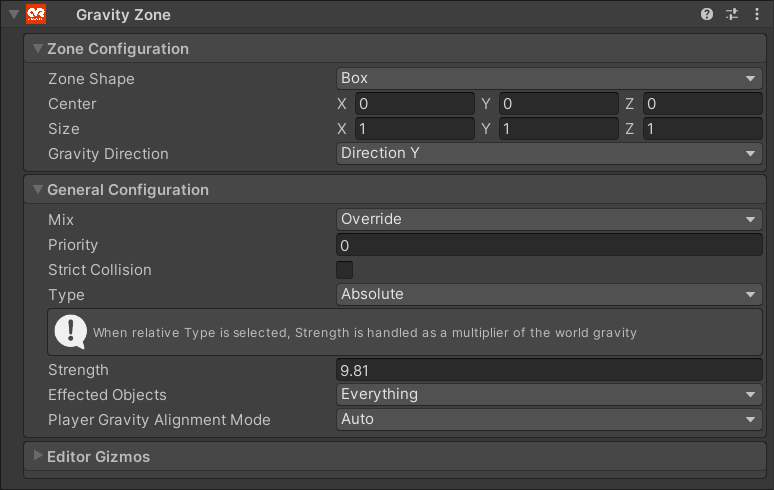 Gravity Zone
Zone Configuration
Zone Shape Box
Center X 0 Y 0 Z 0
Size X 1 Y 1 Z 1
Gravity Direction Direction Y
General Configuration
Mix Override
Priority 0
Strict Collision
Type Absolute
When relative Type is selected, Strength is handled as a multiplier of the world gravity
Strength 9.81
Effected Objects Everything
Player Gravity Alignment Mode Auto
Editor Gizmos